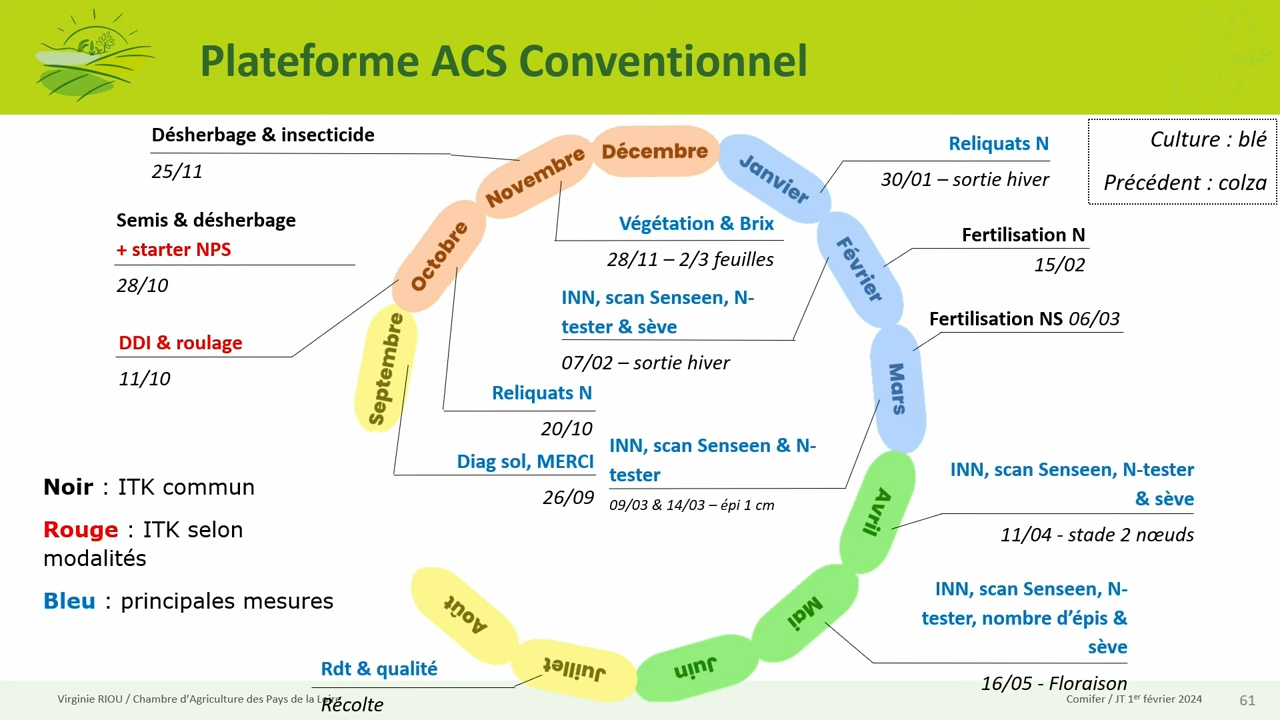 Plateforme ACS Conventionnel
Culture : blé
Précédent : colza
Désherbage & insecticide
25/11
Semis & désherbage
+ starter NPS
28/10
DDI & roulage
11/10
Septembre
Octobre
Novembre
Décembre
Janvier
Février
Mars
Avril
Mai
Juin
Juillet
Août
Végétation & Brix
28/11 – 2/3 feuilles
INN, scan Senseen, N-
tester & sève
07/02 – sortie hiver
Reliquats N
20/10
Diag sol, MERCI
26/09
INN, scan Senseen & N-
tester
09/03 & 14/03 – épi 1 cm
Reliquats N
30/01 – sortie hiver
Fertilisation N
15/02
Fertilisation NS 06/03
INN, scan Senseen, N-tester
& sève
11/04 - stade 2 nœuds
INN, scan Senseen, N-
tester, nombre d'épis &
sève
16/05 - Floraison
Rdt & qualité
Récolte
Noir : ITK commun
Rouge : ITK selon
modalités
Bleu : principales mesures
Virginie RIOU / Chambre d'Agriculture des Pays de la Loire
Comifer / JT 1er février 2024
61